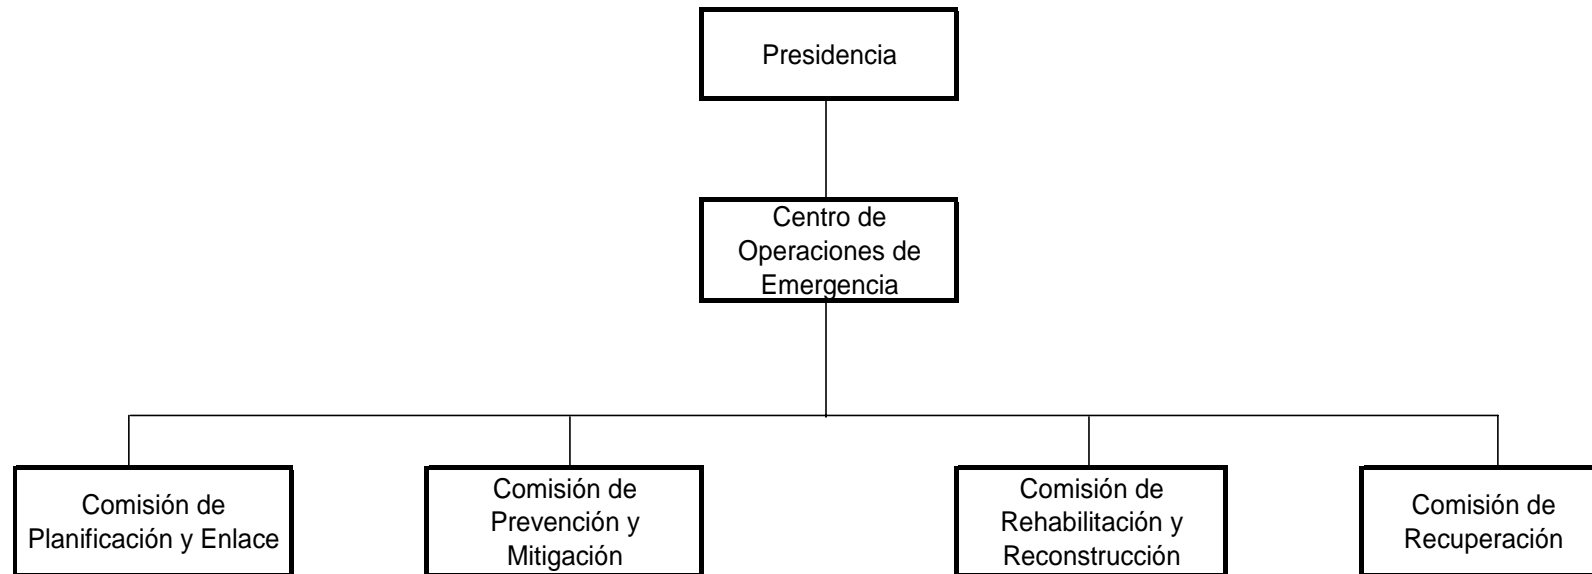 Presidencia
Centro de
Operaciones de
Emergencia
Comisión de
Planificación y Enlace
Comisión de
Prevención y
Mitigación
Comisión de
Rehabilitación y
Reconstrucción
Comisión de
Recuperación